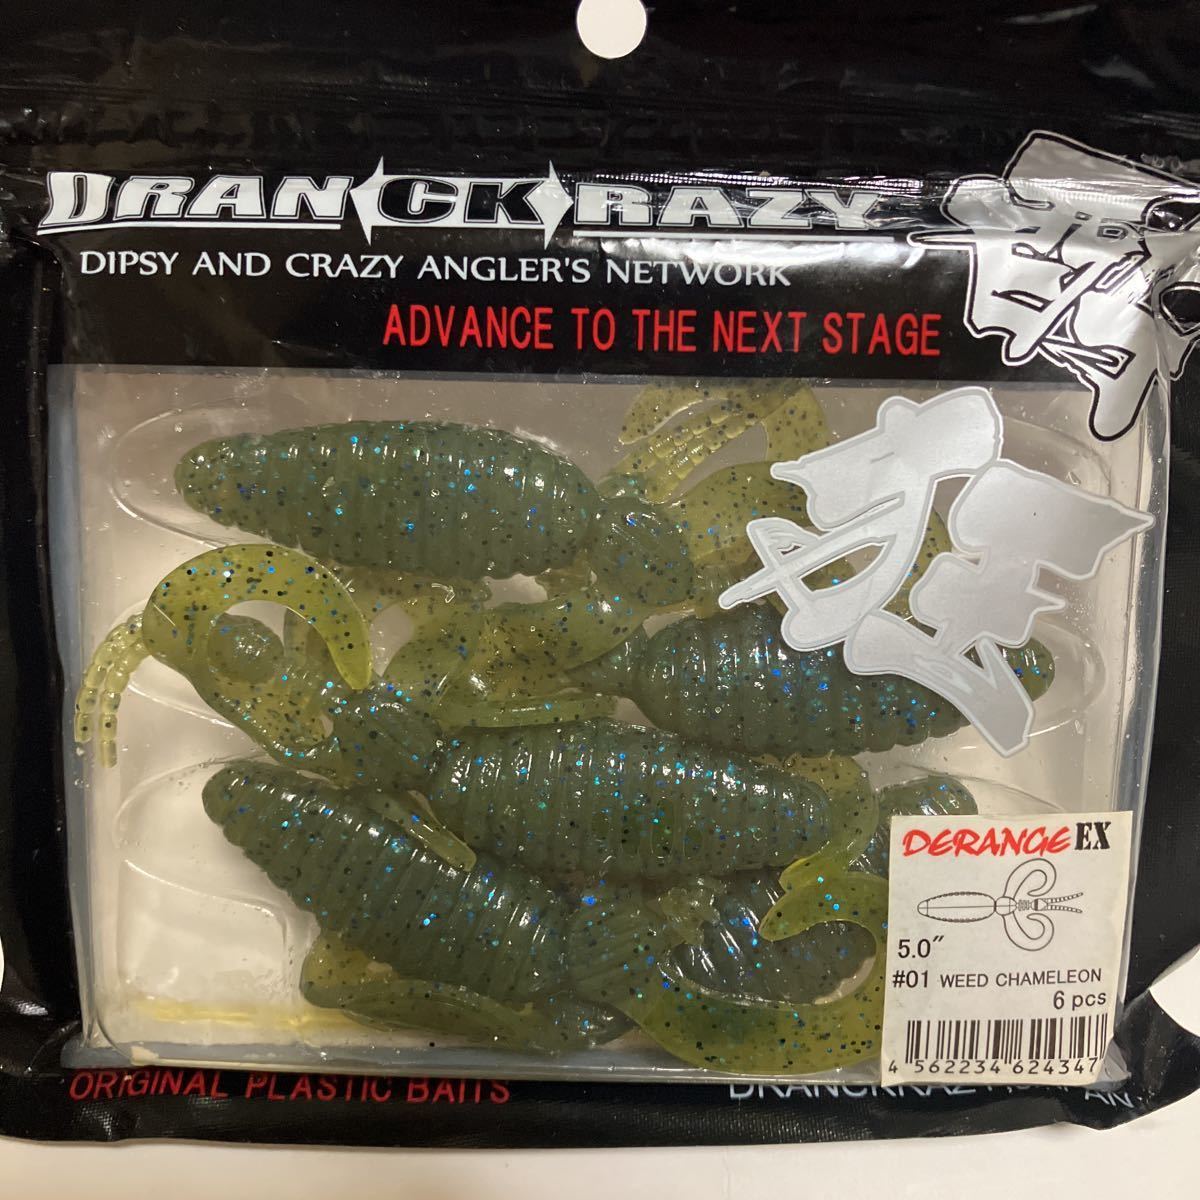 DRANCKRAZY
DIPSY AND CRAZY ANGLER'S NETWORK
ADVANCE TO THE NEXT STAGE
DERANGE EX
5.0"
#01 WEED CHAMELEON
6 pcs
4 562234 624347
ORIGINAL PLASTIC BAITS